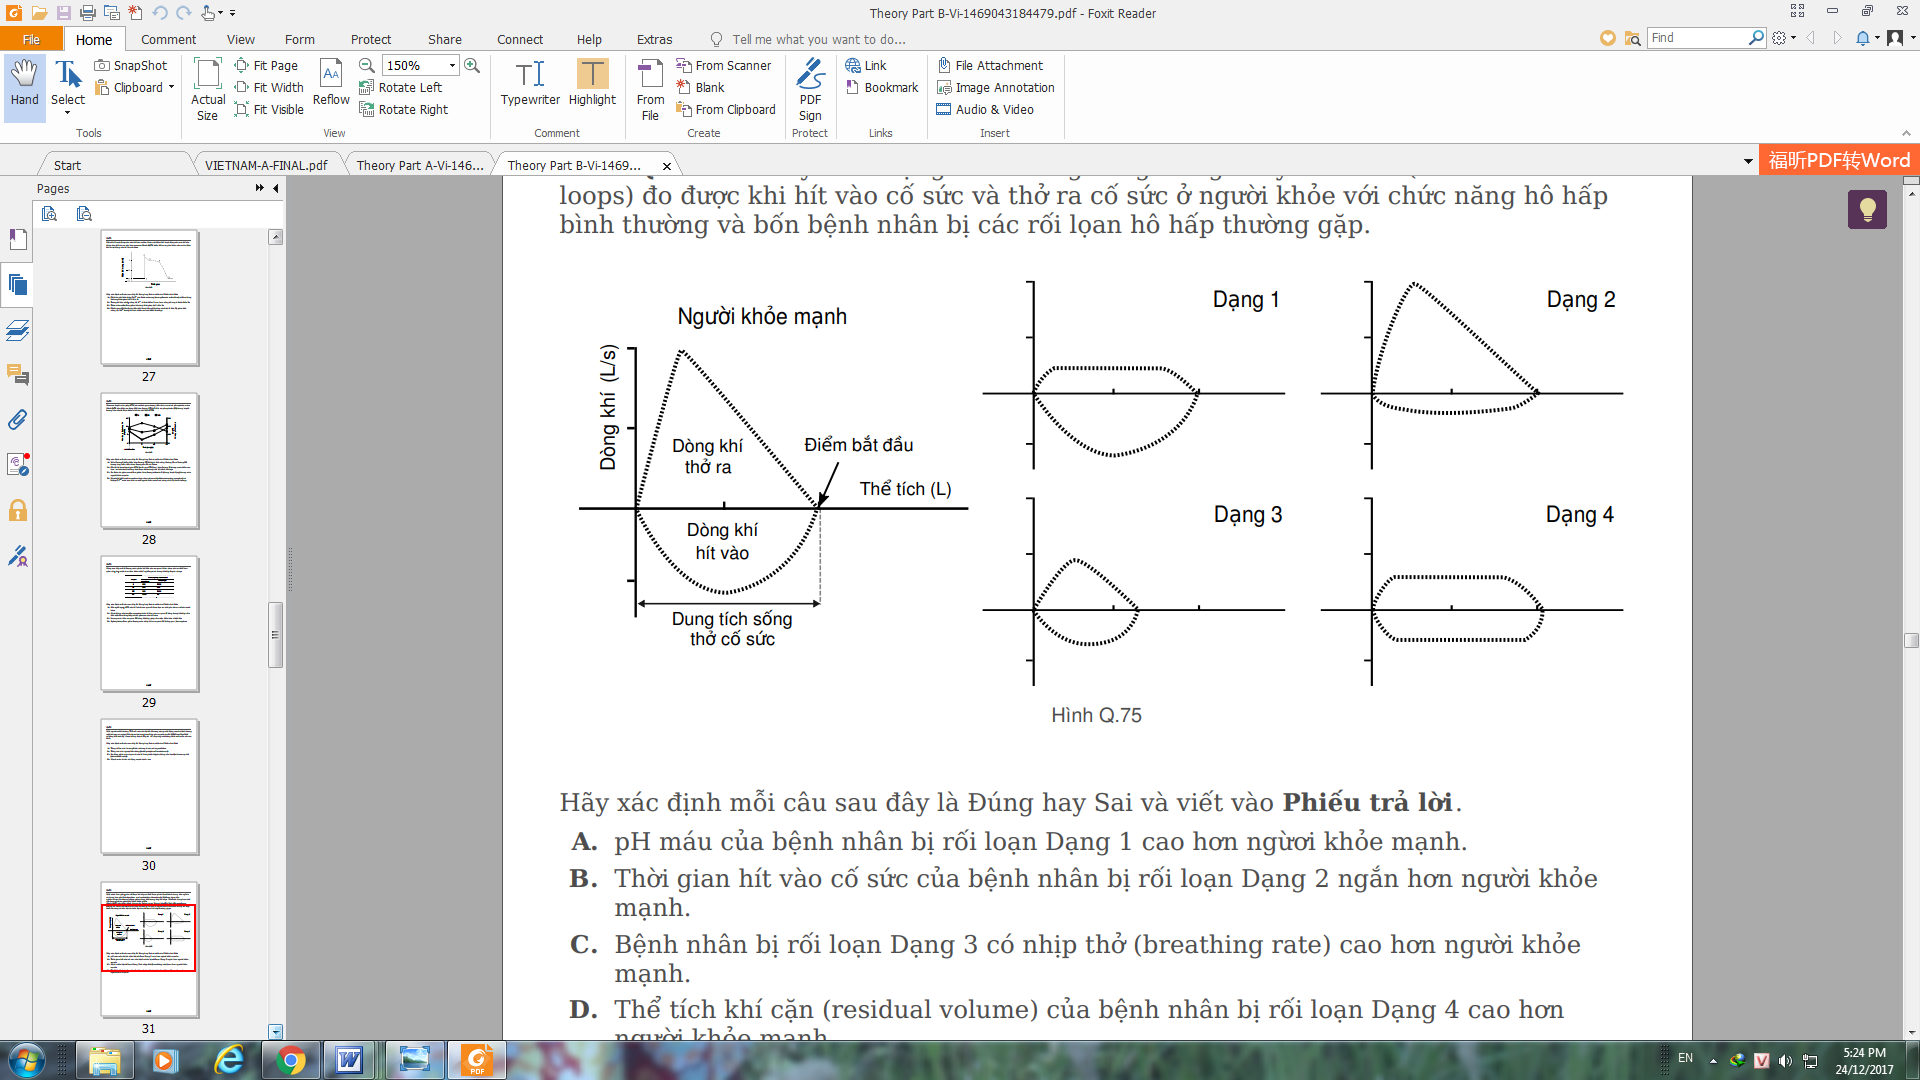 Theory Part B-Vi-1469043184479.pdf - Foxit Reader
File
Home
Comment
View
Form
Protect
Share
Connect
Help
Extras
Tell me what you want to do...
Find
Hand
Select
SnapShot
Clipboard
Tools
Actual Size
Fit Page
Fit Width
Fit Visible
Reflow
150%
Rotate Left
Rotate Right
View
Typewriter
Highlight
Comment
From File
From Scanner
Blank
From Clipboard
Create
PDF Sign
Protect
Link
Bookmark
Links
File Attachment
Image Annotation
Audio & Video
Insert
Start
VIETNAM-A-FINAL.pdf
Theory Part A-Vi-146...
Theory Part B-Vi-1469...
福昕PDF转Word
Pages
27
28
29
30
31
loops) đo được khi hít vào cố sức và thở ra cố sức ở người khỏe với chức năng hô hấp
bình thường và bốn bệnh nhân bị các rối lọan hô hấp thường gặp.
Người khỏe mạnh
Dòng khí (L/s)
Dòng khí
thở ra
Điểm bắt đầu
Thể tích (L)
Dòng khí
hít vào
Dung tích sống
thở cố sức
Dạng 1
Dạng 2
Dạng 3
Dạng 4
Hình Q.75
Hãy xác định mỗi câu sau đây là Đúng hay Sai và viết vào Phiếu trả lời.
A. pH máu của bệnh nhân bị rối loạn Dạng 1 cao hơn ngừơi khỏe mạnh.
B. Thời gian hít vào cố sức của bệnh nhân bị rối loạn Dạng 2 ngắn hơn người khỏe
mạnh.
C. Bệnh nhân bị rối loạn Dạng 3 có nhịp thở (breathing rate) cao hơn người khỏe
mạnh.
D. Thể tích khí cặn (residual volume) của bệnh nhân bị rối loạn Dạng 4 cao hơn
người khỏe mạnh
EN
5:24 PM
24/12/2017